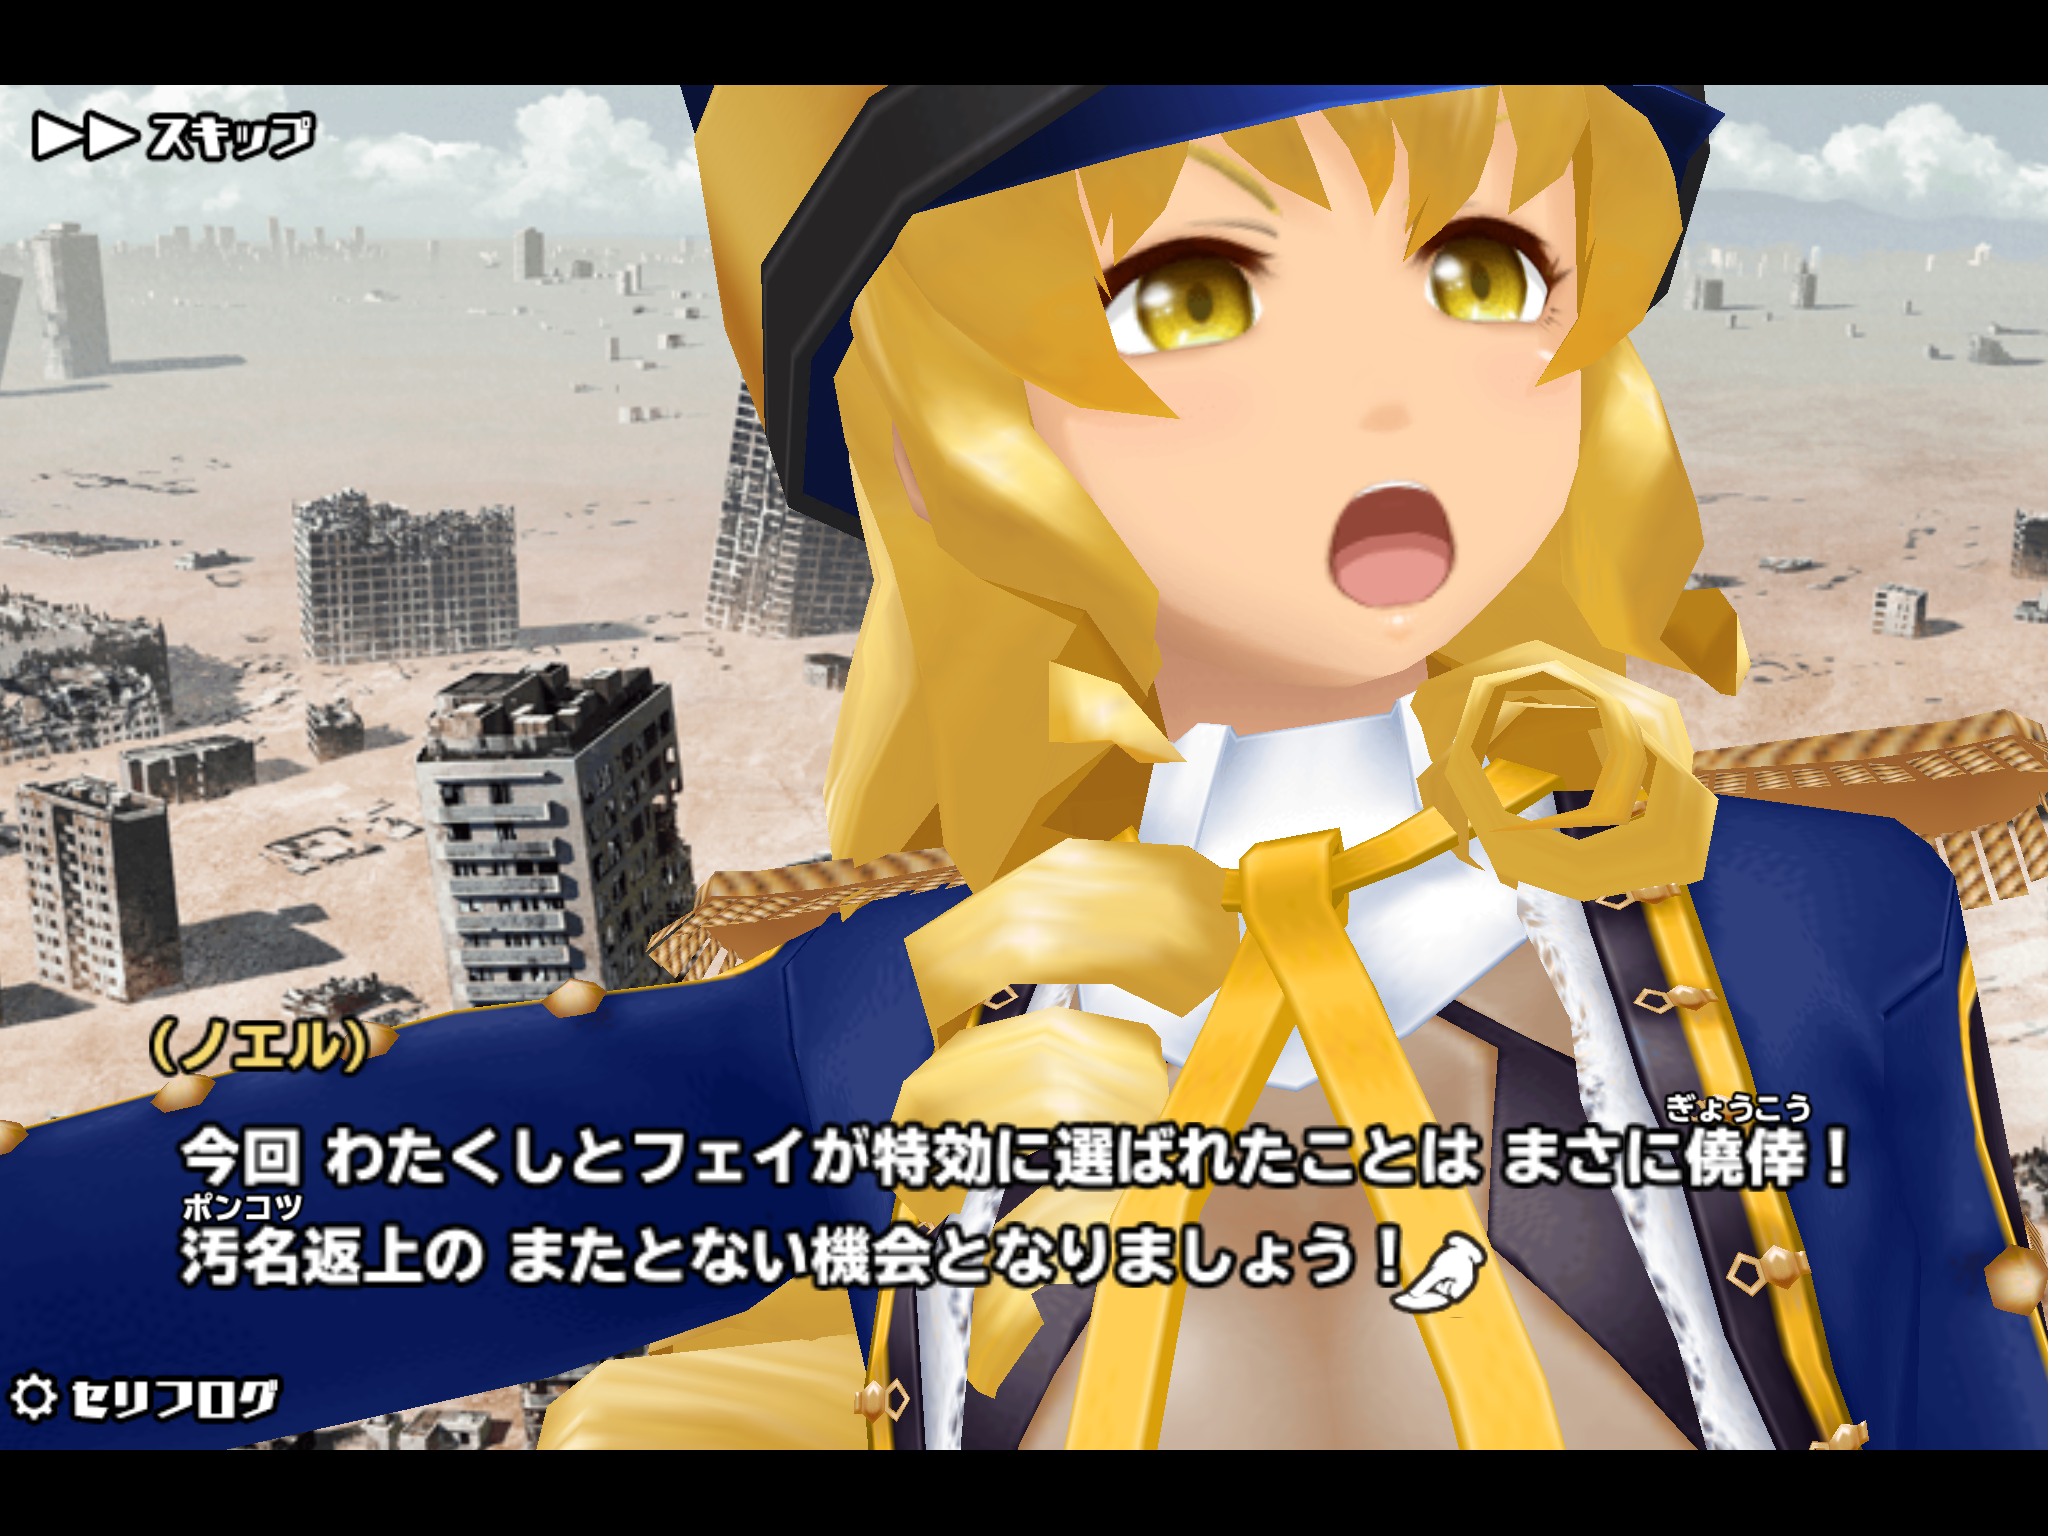 スキップ
(ノエル)
ぎょうこう
今回 わたくしとフェイが特効に選ばれたことは まさに僥倖！
ポンコツ
汚名返上の またとない機会となりましょう！
セリフログ